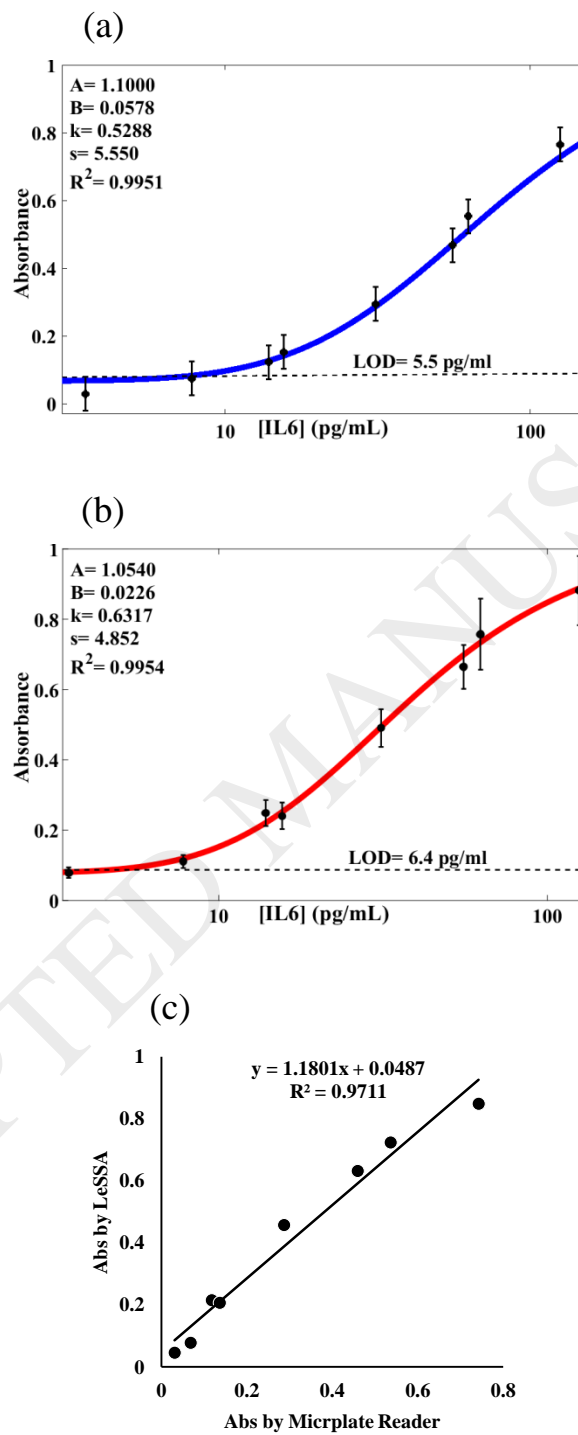 (a)
1
0.8
0.6
0.4
0.2
0
Absorbance
A= 1.1000
B= 0.0578
k= 0.5288
s= 5.550
R² = 0.9951
LOD= 5.5 pg/ml
10
[IL6] (pg/mL)
100
(b)
1
0.8
0.6
0.4
0.2
0
Absorbance
A= 1.0540
B= 0.0226
k= 0.6317
s= 4.852
R² = 0.9954
LOD= 6.4 pg/ml
10
[IL6] (pg/mL)
100
(c)
1
0.8
0.6
0.4
0.2
0
Abs by LeSSA
y = 1.1801x + 0.0487
R² = 0.9711
0
0.2
0.4
0.6
0.8
Abs by Micrplate Reader
PTED MANUS